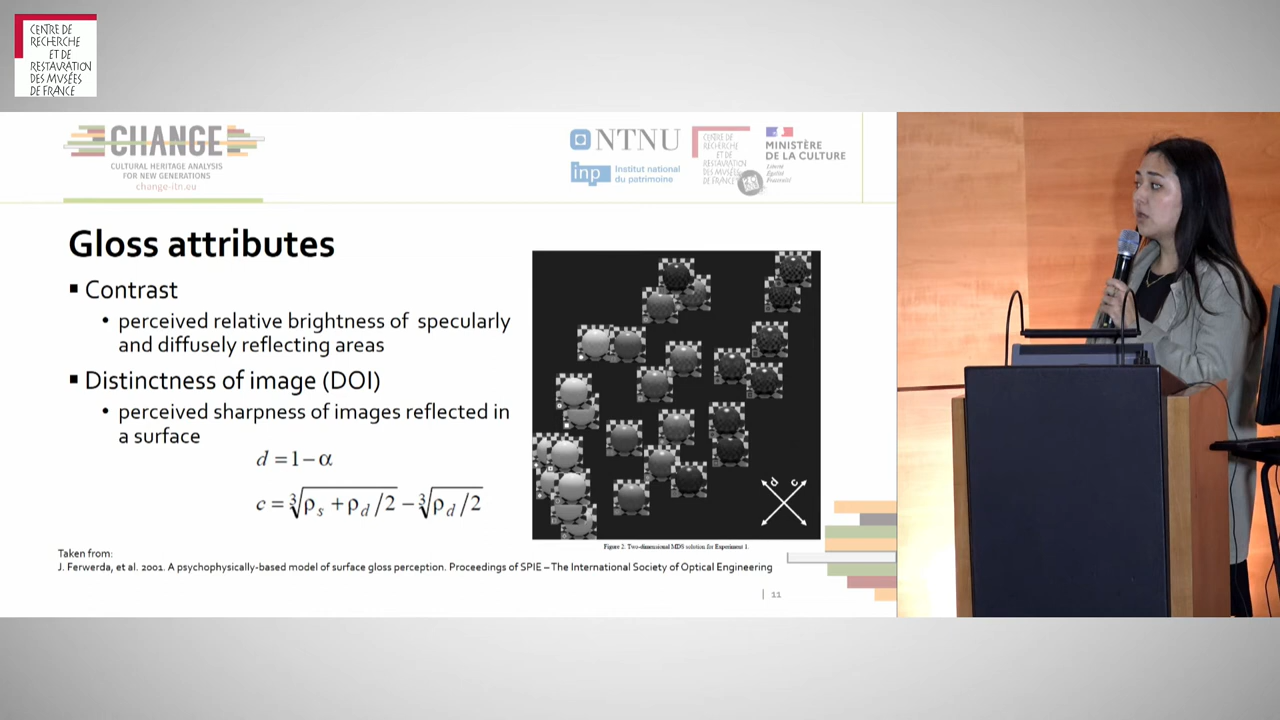 CENTRE DE
RECHERCHE
ET DE
RESTAURATION
DES MUSÉES
DE FRANCE
CHANGE
CULTURAL HERITAGE ANALYSIS
FOR NEW GENERATIONS
change-itn.eu
NTNU
inp Institut national
du patrimoine
CENTRE DE
RECHERCHE
ET DE
RESTAURATION
DES MUSÉES
DE FRANCE
MINISTÈRE
DE LA CULTURE
Liberté
Égalité
Fraternité
Gloss attributes
▪ Contrast
• perceived relative brightness of specularly
and diffusely reflecting areas
▪ Distinctness of image (DOI)
• perceived sharpness of images reflected in
a surface
d = 1 – α
c = ∛ρs + ρd/2 – ∛ρd/2
d c
Figure 2. Two-dimensional MDS solution for Experiment 1.
Taken from:
J. Ferwerda, et al. 2001. A psychophysically-based model of surface gloss perception. Proceedings of SPIE – The International Society of Optical Engineering
| 11